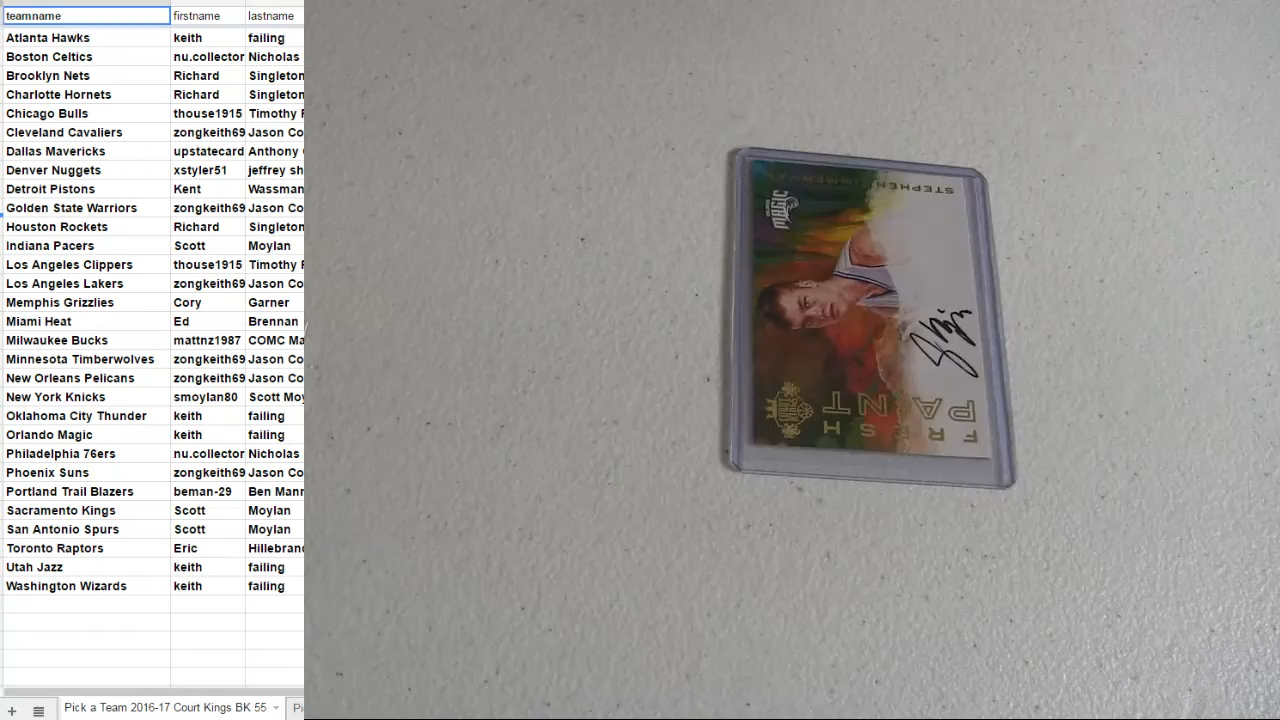 teamname firstname lastname
Atlanta Hawks keith failing
Boston Celtics nu.collector Nicholas
Brooklyn Nets Richard Singleton
Charlotte Hornets Richard Singleton
Chicago Bulls thouse1915 Timothy
Cleveland Cavaliers zongkeith69 Jason Co
Dallas Mavericks upstatecard Anthony
Denver Nuggets xstyler51 jeffrey sh
Detroit Pistons Kent Wassman
Golden State Warriors zongkeith69 Jason Co
Houston Rockets Richard Singleton
Indiana Pacers Scott Moylan
Los Angeles Clippers thouse1915 Timothy
Los Angeles Lakers zongkeith69 Jason Co
Memphis Grizzlies Cory Garner
Miami Heat Ed Brennan
Milwaukee Bucks mattnz1987 COMC Ma
Minnesota Timberwolves zongkeith69 Jason Co
New Orleans Pelicans zongkeith69 Jason Co
New York Knicks smoylan80 Scott Moy
Oklahoma City Thunder keith failing
Orlando Magic keith failing
Philadelphia 76ers nu.collector Nicholas
Phoenix Suns zongkeith69 Jason Co
Portland Trail Blazers beman-29 Ben Mann
Sacramento Kings Scott Moylan
San Antonio Spurs Scott Moylan
Toronto Raptors Eric Hillebrand
Utah Jazz keith failing
Washington Wizards keith failing
Pick a Team 2016-17 Court Kings BK 55
STEPHEN
MAGIC
FRESH
PAINT
COURT KINGS